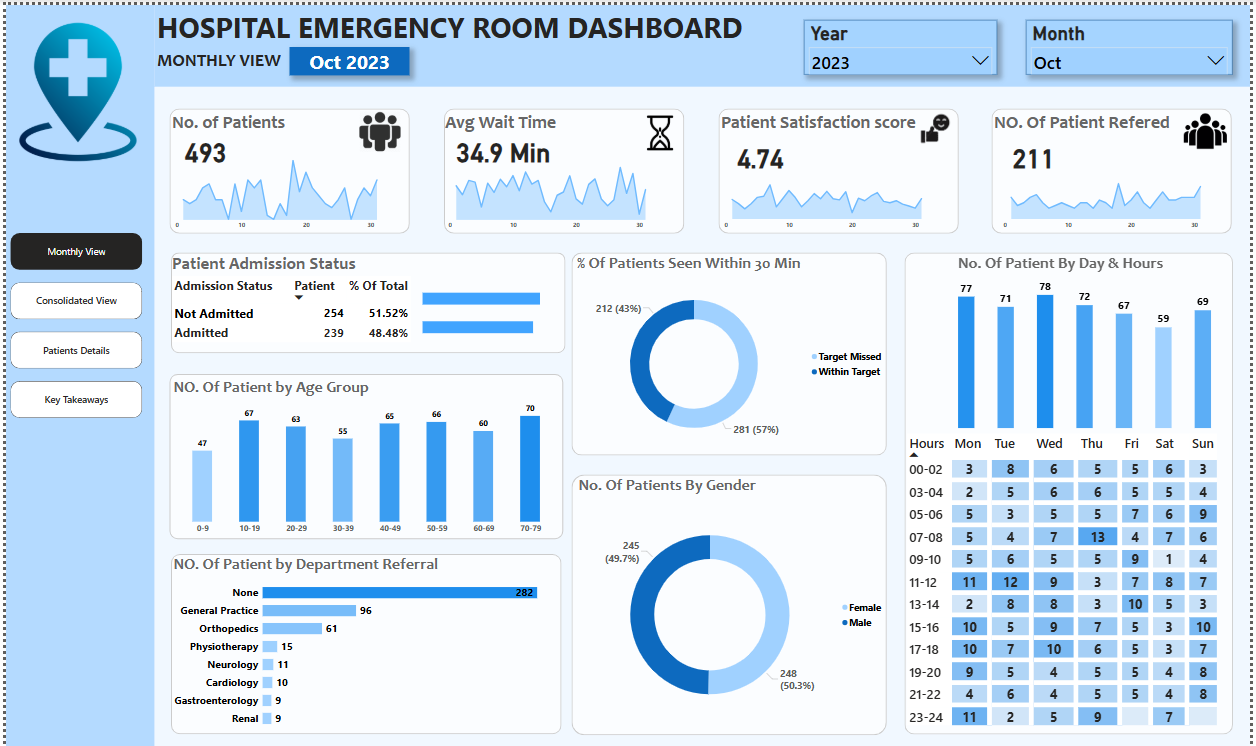 HOSPITAL EMERGENCY ROOM DASHBOARD
MONTHLY VIEW Oct 2023
Year
2023
Month
Oct
Monthly View
Consolidated View
Patients Details
Key Takeaways
No. of Patients
493
0 10 20 30
Avg Wait Time
34.9 Min
0 10 20 30
Patient Satisfaction score
4.74
0 10 20 30
NO. Of Patient Refered
211
0 10 20 30
Patient Admission Status
Admission Status Patient % Of Total
Not Admitted 254 51.52%
Admitted 239 48.48%
NO. Of Patient by Age Group
47 67 63 55 65 66 60 70
0-9 10-19 20-29 30-39 40-49 50-59 60-69 70-79
NO. Of Patient by Department Referral
None 282
General Practice 96
Orthopedics 61
Physiotherapy 15
Neurology 11
Cardiology 10
Gastroenterology 9
Renal 9
% Of Patients Seen Within 30 Min
212 (43%)
281 (57%)
Target Missed
Within Target
No. Of Patients By Gender
245
(49.7%)
248
(50.3%)
Female
Male
No. Of Patient By Day & Hours
77 71 78 72 67 59 69
Hours Mon Tue Wed Thu Fri Sat Sun
00-02 3 8 6 5 5 6 3
03-04 2 5 6 6 5 5 4
05-06 5 3 5 5 7 6 9
07-08 5 4 7 13 4 7 6
09-10 5 6 5 5 9 1 4
11-12 11 12 9 3 7 8 7
13-14 2 8 8 3 10 5 3
15-16 10 5 9 7 5 3 10
17-18 10 7 10 6 5 3 7
19-20 9 5 4 5 5 4 8
21-22 4 6 4 5 5 4 8
23-24 11 2 5 9 7